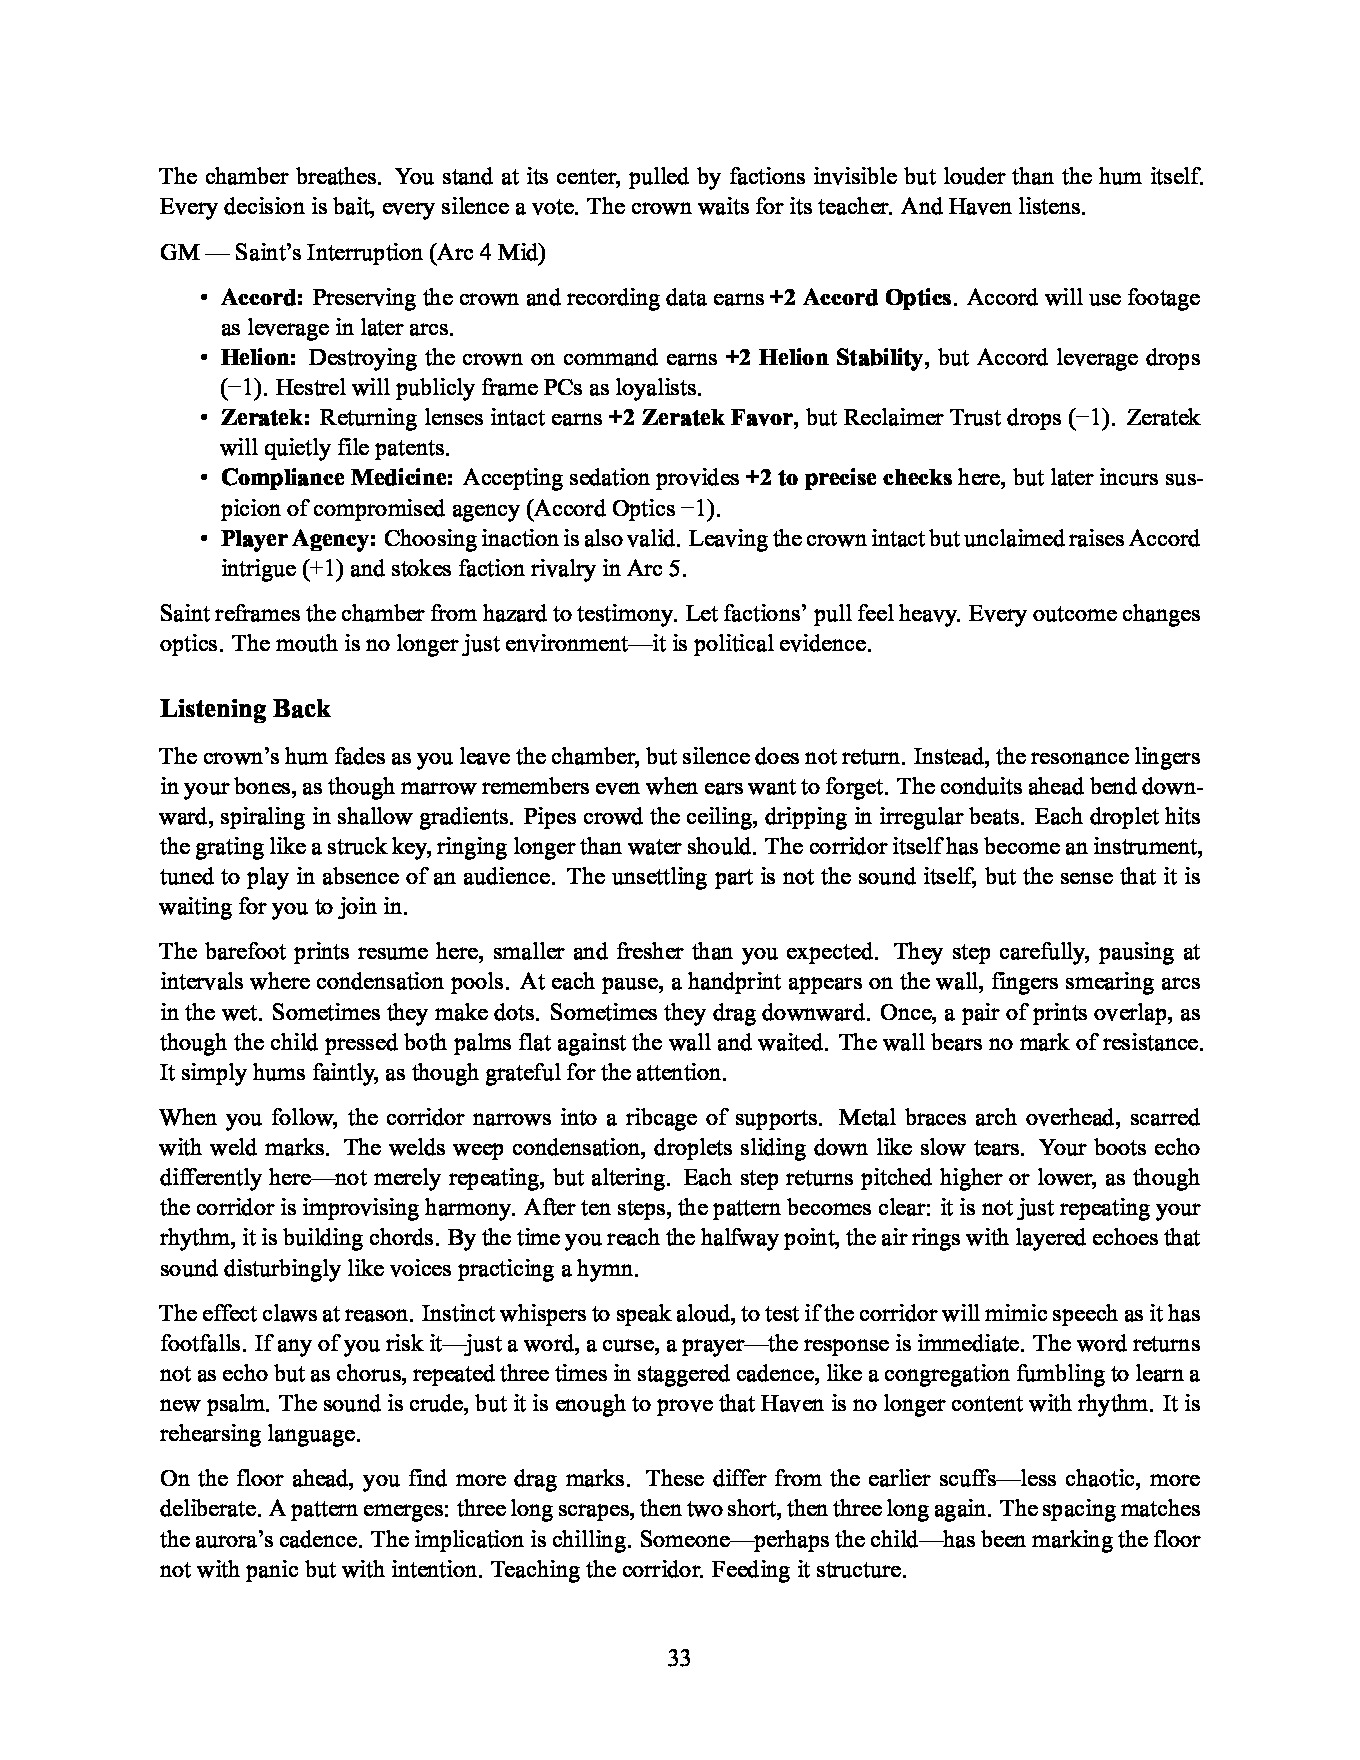 The chamber breathes. You stand at its center, pulled by factions invisible but louder than the hum itself.
Every decision is bait, every silence a vote. The crown waits for its teacher. And Haven listens.
GM — Saint’s Interruption (Arc 4 Mid)
• Accord: Preserving the crown and recording data earns +2 Accord Optics. Accord will use footage
as leverage in later arcs.
• Helion: Destroying the crown on command earns +2 Helion Stability, but Accord leverage drops
(−1). Hestrel will publicly frame PCs as loyalists.
• Zeratek: Returning lenses intact earns +2 Zeratek Favor, but Reclaimer Trust drops (−1). Zeratek
will quietly file patents.
• Compliance Medicine: Accepting sedation provides +2 to precise checks here, but later incurs sus-
picion of compromised agency (Accord Optics −1).
• Player Agency: Choosing inaction is also valid. Leaving the crown intact but unclaimed raises Accord
intrigue (+1) and stokes faction rivalry in Arc 5.
Saint reframes the chamber from hazard to testimony. Let factions’ pull feel heavy. Every outcome changes
optics. The mouth is no longer just environment—it is political evidence.
Listening Back
The crown’s hum fades as you leave the chamber, but silence does not return. Instead, the resonance lingers
in your bones, as though marrow remembers even when ears want to forget. The conduits ahead bend down-
ward, spiraling in shallow gradients. Pipes crowd the ceiling, dripping in irregular beats. Each droplet hits
the grating like a struck key, ringing longer than water should. The corridor itself has become an instrument,
tuned to play in absence of an audience. The unsettling part is not the sound itself, but the sense that it is
waiting for you to join in.
The barefoot prints resume here, smaller and fresher than you expected. They step carefully, pausing at
intervals where condensation pools. At each pause, a handprint appears on the wall, fingers smearing arcs
in the wet. Sometimes they make dots. Sometimes they drag downward. Once, a pair of prints overlap, as
though the child pressed both palms flat against the wall and waited. The wall bears no mark of resistance.
It simply hums faintly, as though grateful for the attention.
When you follow, the corridor narrows into a ribcage of supports. Metal braces arch overhead, scarred
with weld marks. The welds weep condensation, droplets sliding down like slow tears. Your boots echo
differently here—not merely repeating, but altering. Each step returns pitched higher or lower, as though
the corridor is improvising harmony. After ten steps, the pattern becomes clear: it is not just repeating your
rhythm, it is building chords. By the time you reach the halfway point, the air rings with layered echoes that
sound disturbingly like voices practicing a hymn.
The effect claws at reason. Instinct whispers to speak aloud, to test if the corridor will mimic speech as it has
footfalls. If any of you risk it—just a word, a curse, a prayer—the response is immediate. The word returns
not as echo but as chorus, repeated three times in staggered cadence, like a congregation fumbling to learn a
new psalm. The sound is crude, but it is enough to prove that Haven is no longer content with rhythm. It is
rehearsing language.
On the floor ahead, you find more drag marks. These differ from the earlier scuffs—less chaotic, more
deliberate. A pattern emerges: three long scrapes, then two short, then three long again. The spacing matches
the aurora’s cadence. The implication is chilling. Someone—perhaps the child—has been marking the floor
not with panic but with intention. Teaching the corridor. Feeding it structure.
33